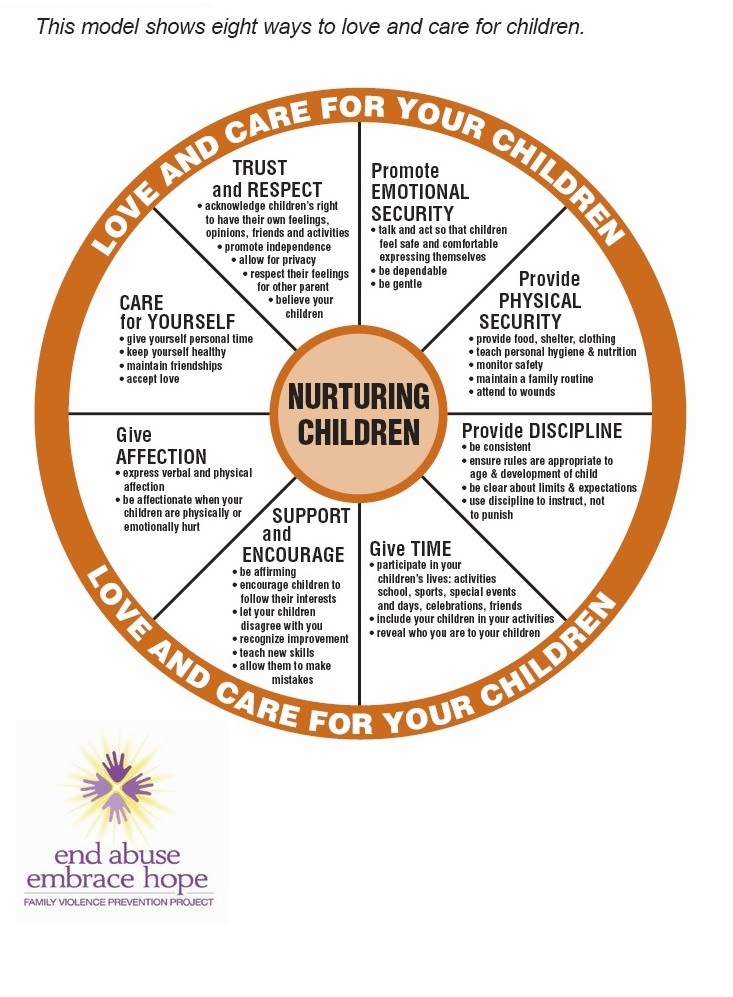 This model shows eight ways to love and care for children.
LOVE AND CARE FOR YOUR CHILDREN
TRUST
and RESPECT
• acknowledge children's right
to have their own feelings,
opinions, friends and activities
• promote independence
• allow for privacy
• respect their feelings
for other parent
• believe your
children
Promote
EMOTIONAL
SECURITY
• talk and act so that children
feel safe and comfortable
expressing themselves
• be dependable
• be gentle
Provide
PHYSICAL
SECURITY
• provide food, shelter, clothing
• teach personal hygiene & nutrition
• monitor safety
• maintain a family routine
• attend to wounds
Provide DISCIPLINE
• be consistent
• ensure rules are appropriate to
age & development of child
• be clear about limits & expectations
• use discipline to instruct, not
to punish
Give TIME
• participate in your
children's lives: activities
school, sports, special events
and days, celebrations, friends
• include your children in your activities
• reveal who you are to your children
SUPPORT
and
ENCOURAGE
• be affirming
• encourage children to
follow their interests
• let your children
disagree with you
• recognize improvement
• teach new skills
• allow them to make
mistakes
Give
AFFECTION
• express verbal and physical
affection
• be affectionate when your
children are physically or
emotionally hurt
CARE
for YOURSELF
• give yourself personal time
• keep yourself healthy
• maintain friendships
• accept love
NURTURING
CHILDREN
LOVE AND CARE FOR YOUR CHILDREN
end abuse
embrace hope
FAMILY VIOLENCE PREVENTION PROJECT